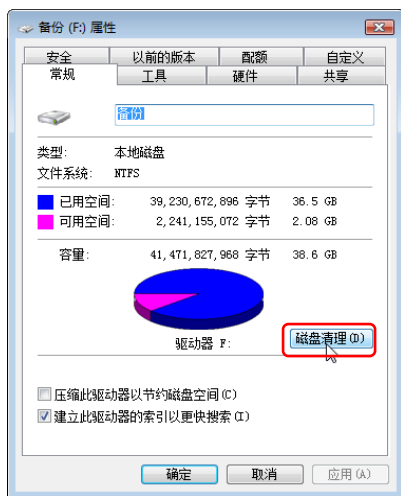 备份 (F:) 属性
安全 以前的版本 配额 自定义
常规 工具 硬件 共享
备份
类型: 本地磁盘
文件系统: NTFS
已用空间: 39,230,672,896 字节 36.5 GB
可用空间: 2,241,155,072 字节 2.08 GB
容量: 41,471,827,968 字节 38.6 GB
驱动器 F: 磁盘清理(D)
压缩此驱动器以节约磁盘空间(C)
建立此驱动器的索引以更快搜索(I)
确定 取消 应用(A)